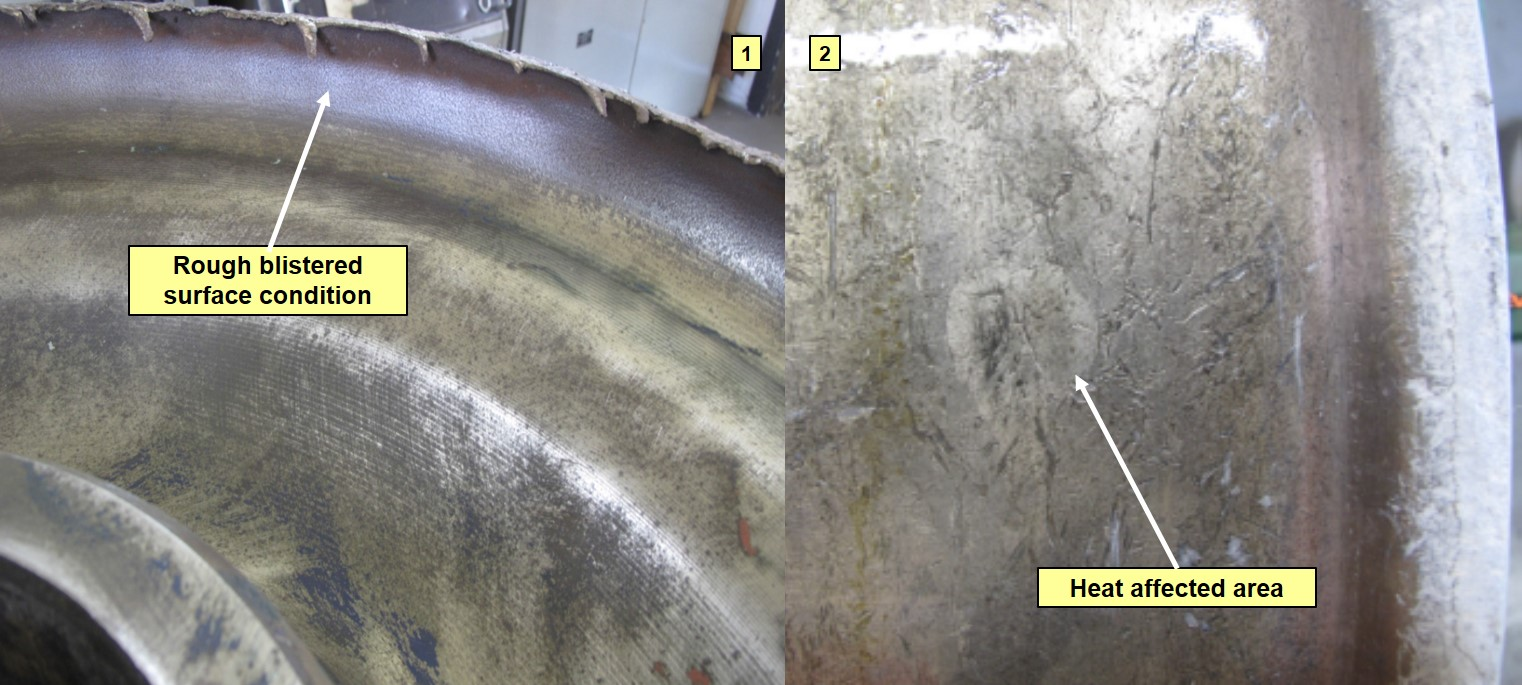 1
Rough blistered
surface condition
2
Heat affected area